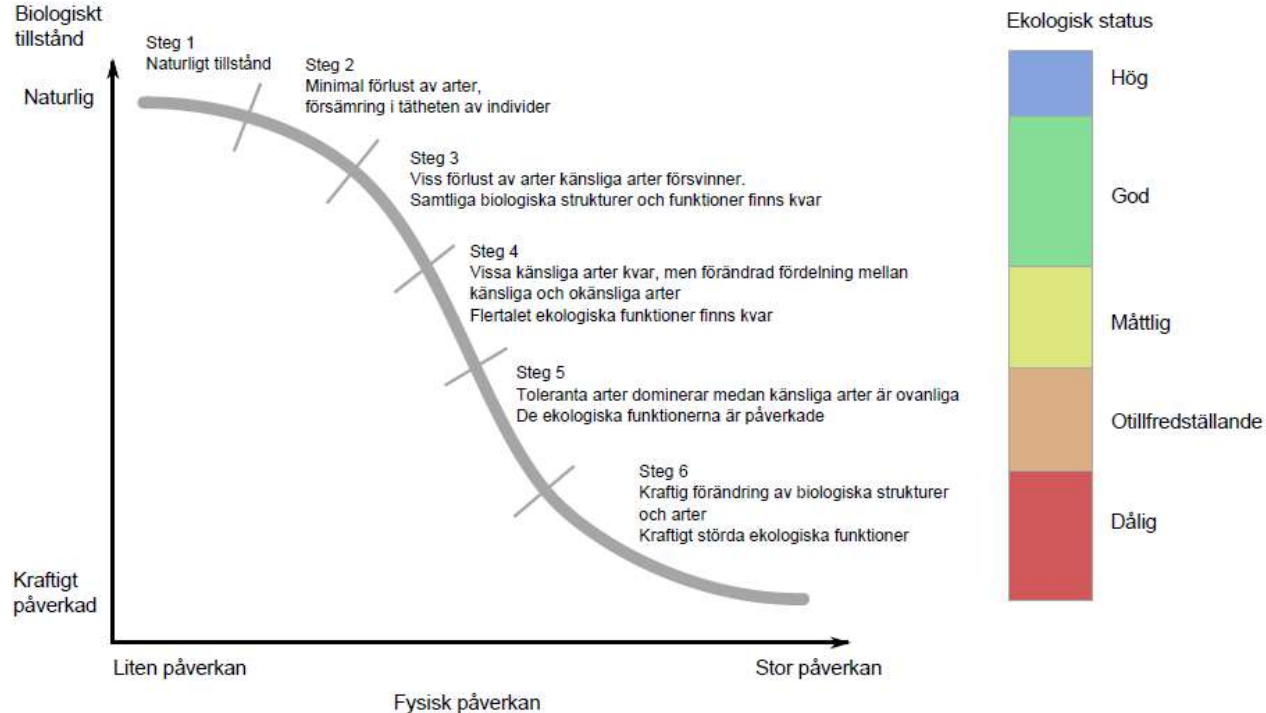 Biologiskt
tillstånd
Naturlig
Kraftigt
påverkad
Steg 1
Naturligt tillstånd
Steg 2
Minimal förlust av arter,
försämring i tätheten av individer
Steg 3
Viss förlust av arter känsliga arter försvinner.
Samtliga biologiska strukturer och funktioner finns kvar
Steg 4
Vissa känsliga arter kvar, men förändrad fördelning mellan
känsliga och okänsliga arter
Flertalet ekologiska funktioner finns kvar
Steg 5
Toleranta arter dominerar medan känsliga arter är ovanliga
De ekologiska funktionerna är påverkade
Steg 6
Kraftig förändring av biologiska strukturer
och arter
Kraftigt störda ekologiska funktioner
Liten påverkan
Stor påverkan
Fysisk påverkan
Ekologisk status
Hög
God
Måttlig
Otillfredställande
Dålig